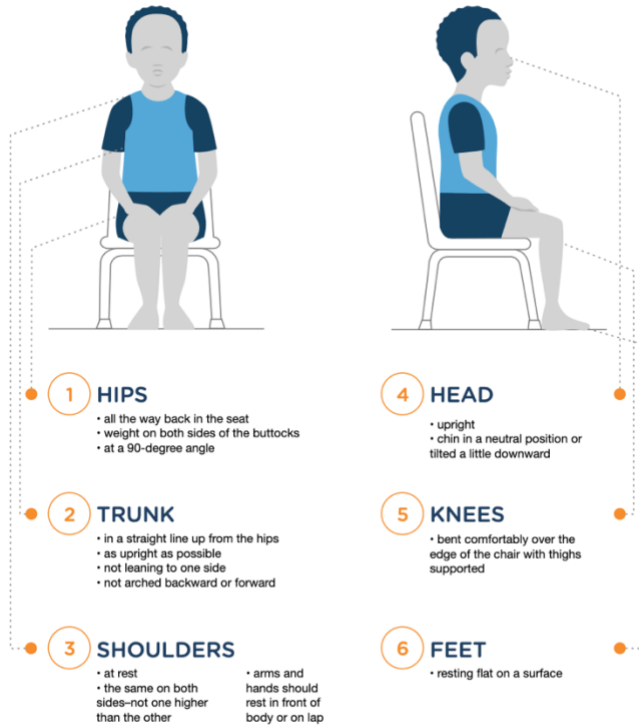 1 HIPS
• all the way back in the seat
• weight on both sides of the buttocks
• at a 90-degree angle
2 TRUNK
• in a straight line up from the hips
• as upright as possible
• not leaning to one side
• not arched backward or forward
3 SHOULDERS
• at rest
• the same on both
sides–not one higher
than the other
• arms and
hands should
rest in front of
body or on lap
4 HEAD
• upright
• chin in a neutral position or
tilted a little downward
5 KNEES
• bent comfortably over the
edge of the chair with thighs
supported
6 FEET
• resting flat on a surface